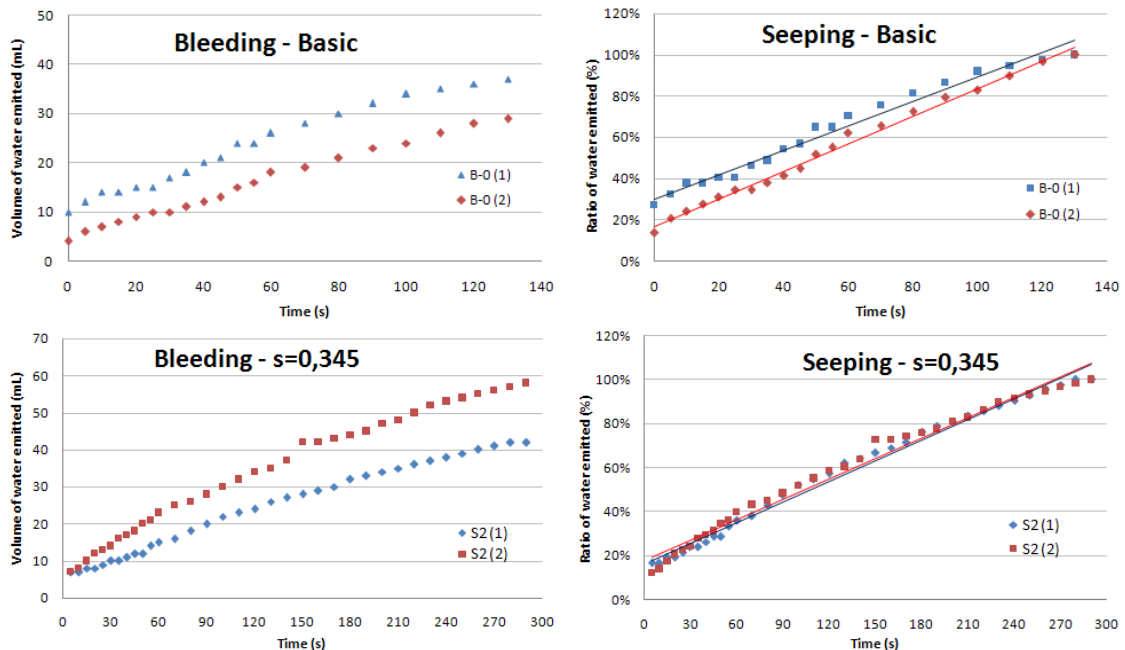 Bleeding - Basic
Volume of water emitted (mL)
50
40
30
20
10
0
B-0 (1)
B-0 (2)
0 20 40 60 80 100 120 140
Time (s)
Seeping - Basic
Ratio of water emitted (%)
120%
100%
80%
60%
40%
20%
0%
B-0 (1)
B-0 (2)
0 20 40 60 80 100 120 140
Time (s)
Bleeding - s=0,345
Volume of water emitted (mL)
70
60
50
40
30
20
10
0
S2 (1)
S2 (2)
0 30 60 90 120 150 180 210 240 270 300
Time (s)
Seeping - s=0,345
Ratio of water emitted (%)
120%
100%
80%
60%
40%
20%
0%
S2 (1)
S2 (2)
0 30 60 90 120 150 180 210 240 270 300
Time (s)